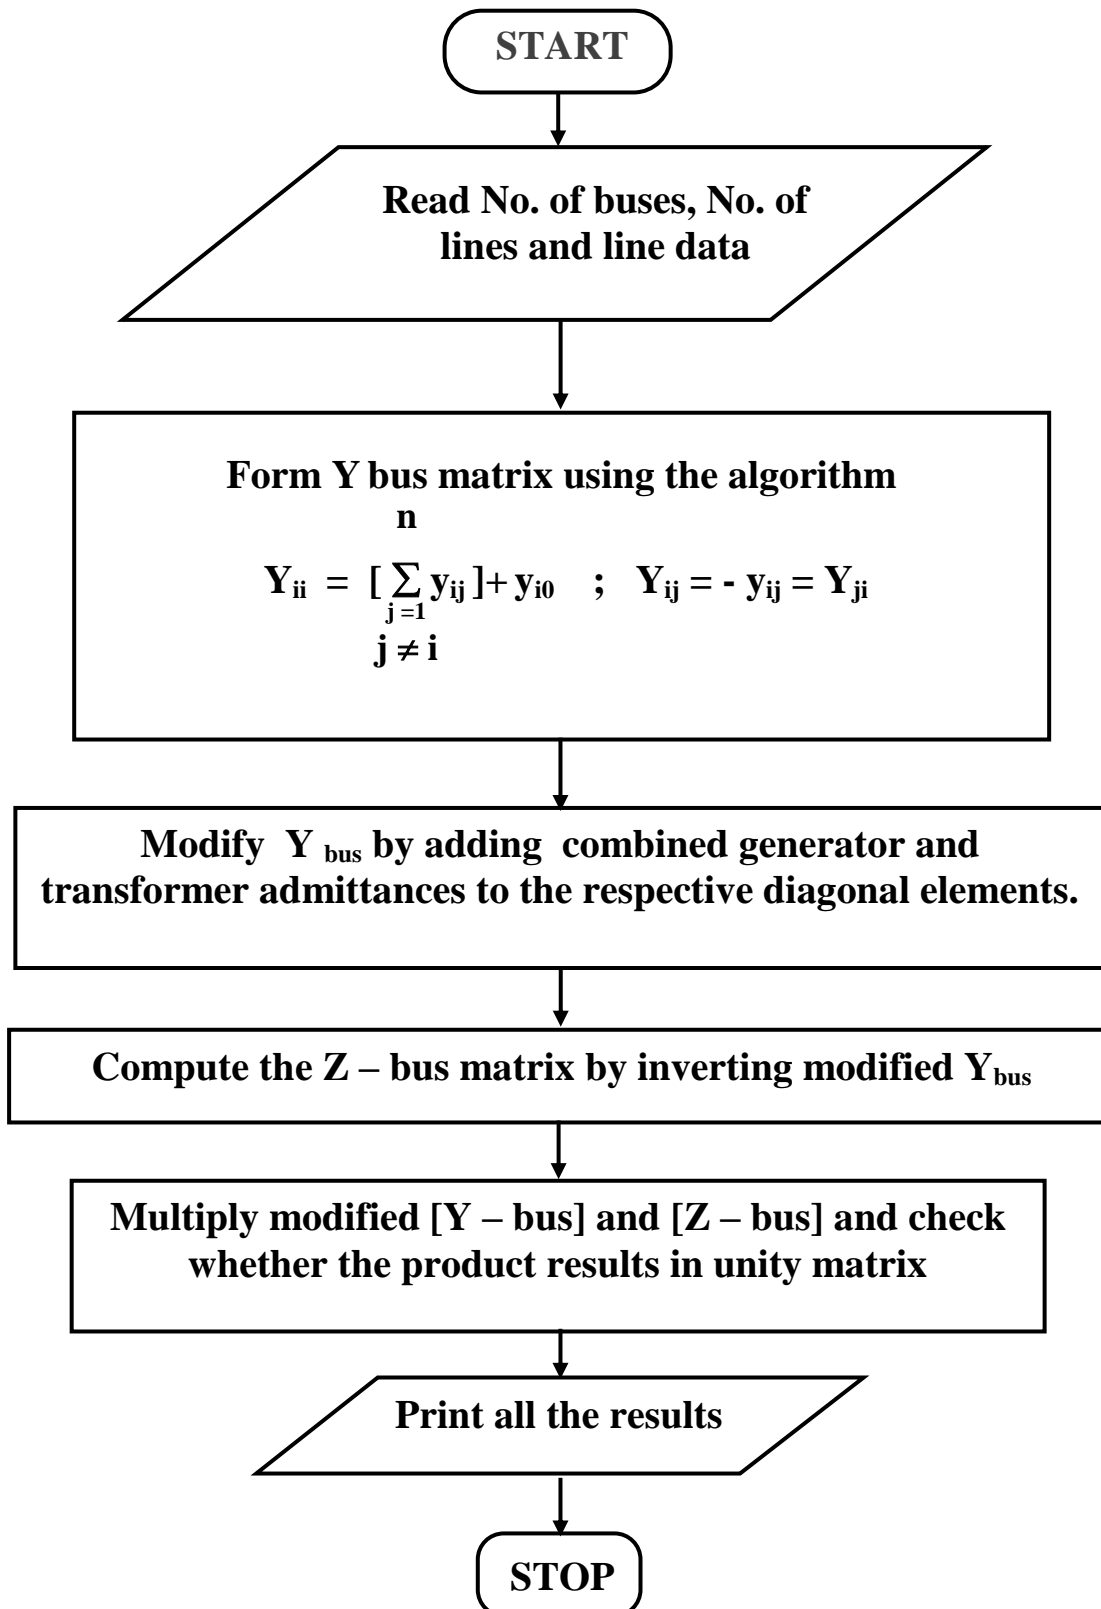 START
Read No. of buses, No. of
lines and line data
Form Y bus matrix using the algorithm
n
Yii = [ ∑ yij ]+ yi0 ; Yij = - yij = Yji
j =1
j ≠ i
Modify Y bus by adding combined generator and
transformer admittances to the respective diagonal elements.
Compute the Z – bus matrix by inverting modified Ybus
Multiply modified [Y – bus] and [Z – bus] and check
whether the product results in unity matrix
Print all the results
STOP